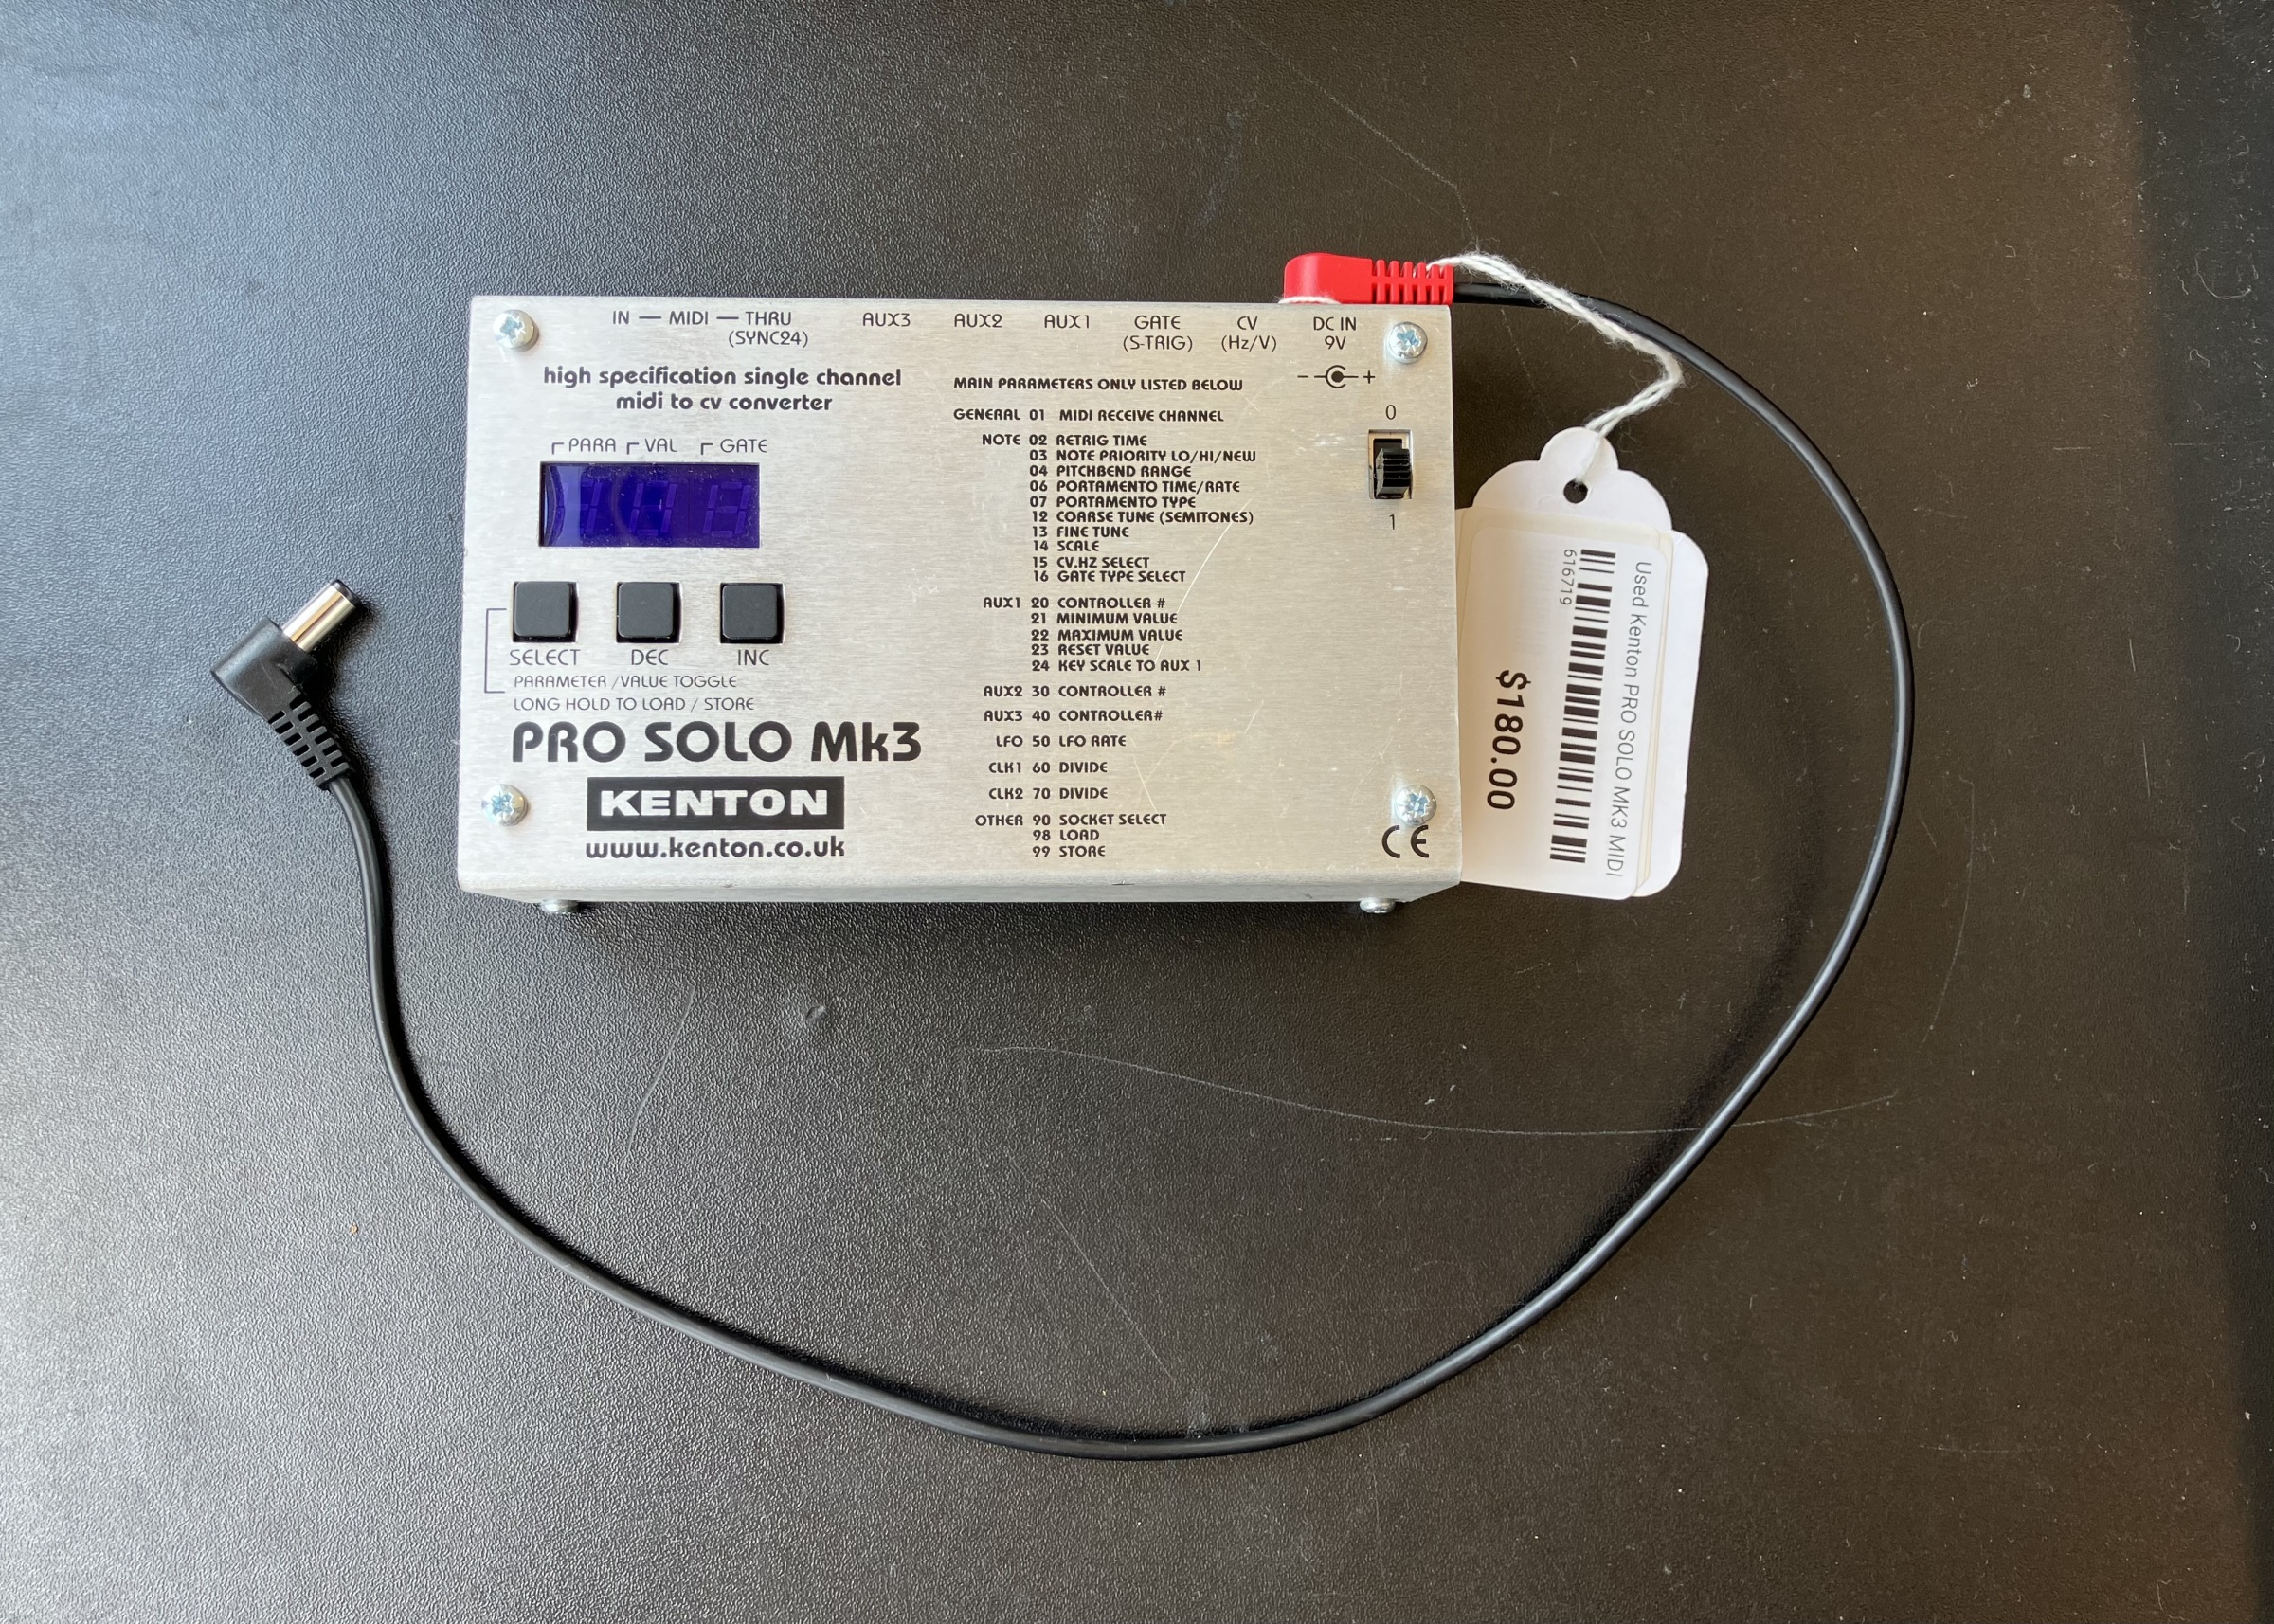 IN — MIDI — THRU
(SYNC24)
AUX3
AUX2
AUX1
GATE
(S-TRIG)
CV
(Hz/V)
DC IN
9V
- +
high specification single channel
midi to cv converter
PARA VAL GATE
SELECT DEC INC
PARAMETER /VALUE TOGGLE
LONG HOLD TO LOAD / STORE
PRO SOLO Mk3
KENTON
www.kenton.co.uk
MAIN PARAMETERS ONLY LISTED BELOW
GENERAL 01 MIDI RECEIVE CHANNEL
NOTE 02 RETRIG TIME
03 NOTE PRIORITY LO/HI/NEW
04 PITCHBEND RANGE
06 PORTAMENTO TIME/RATE
07 PORTAMENTO TYPE
12 COARSE TUNE (SEMITONES)
13 FINE TUNE
14 SCALE
15 CV.HZ SELECT
16 GATE TYPE SELECT
AUX1 20 CONTROLLER #
21 MINIMUM VALUE
22 MAXIMUM VALUE
23 RESET VALUE
24 KEY SCALE TO AUX 1
AUX2 30 CONTROLLER #
AUX3 40 CONTROLLER#
LFO 50 LFO RATE
CLK1 60 DIVIDE
CLK2 70 DIVIDE
OTHER 90 SOCKET SELECT
98 LOAD
99 STORE
0
1
CE
Used Kenton PRO SOLO MK3 MIDI
616719
$180.00